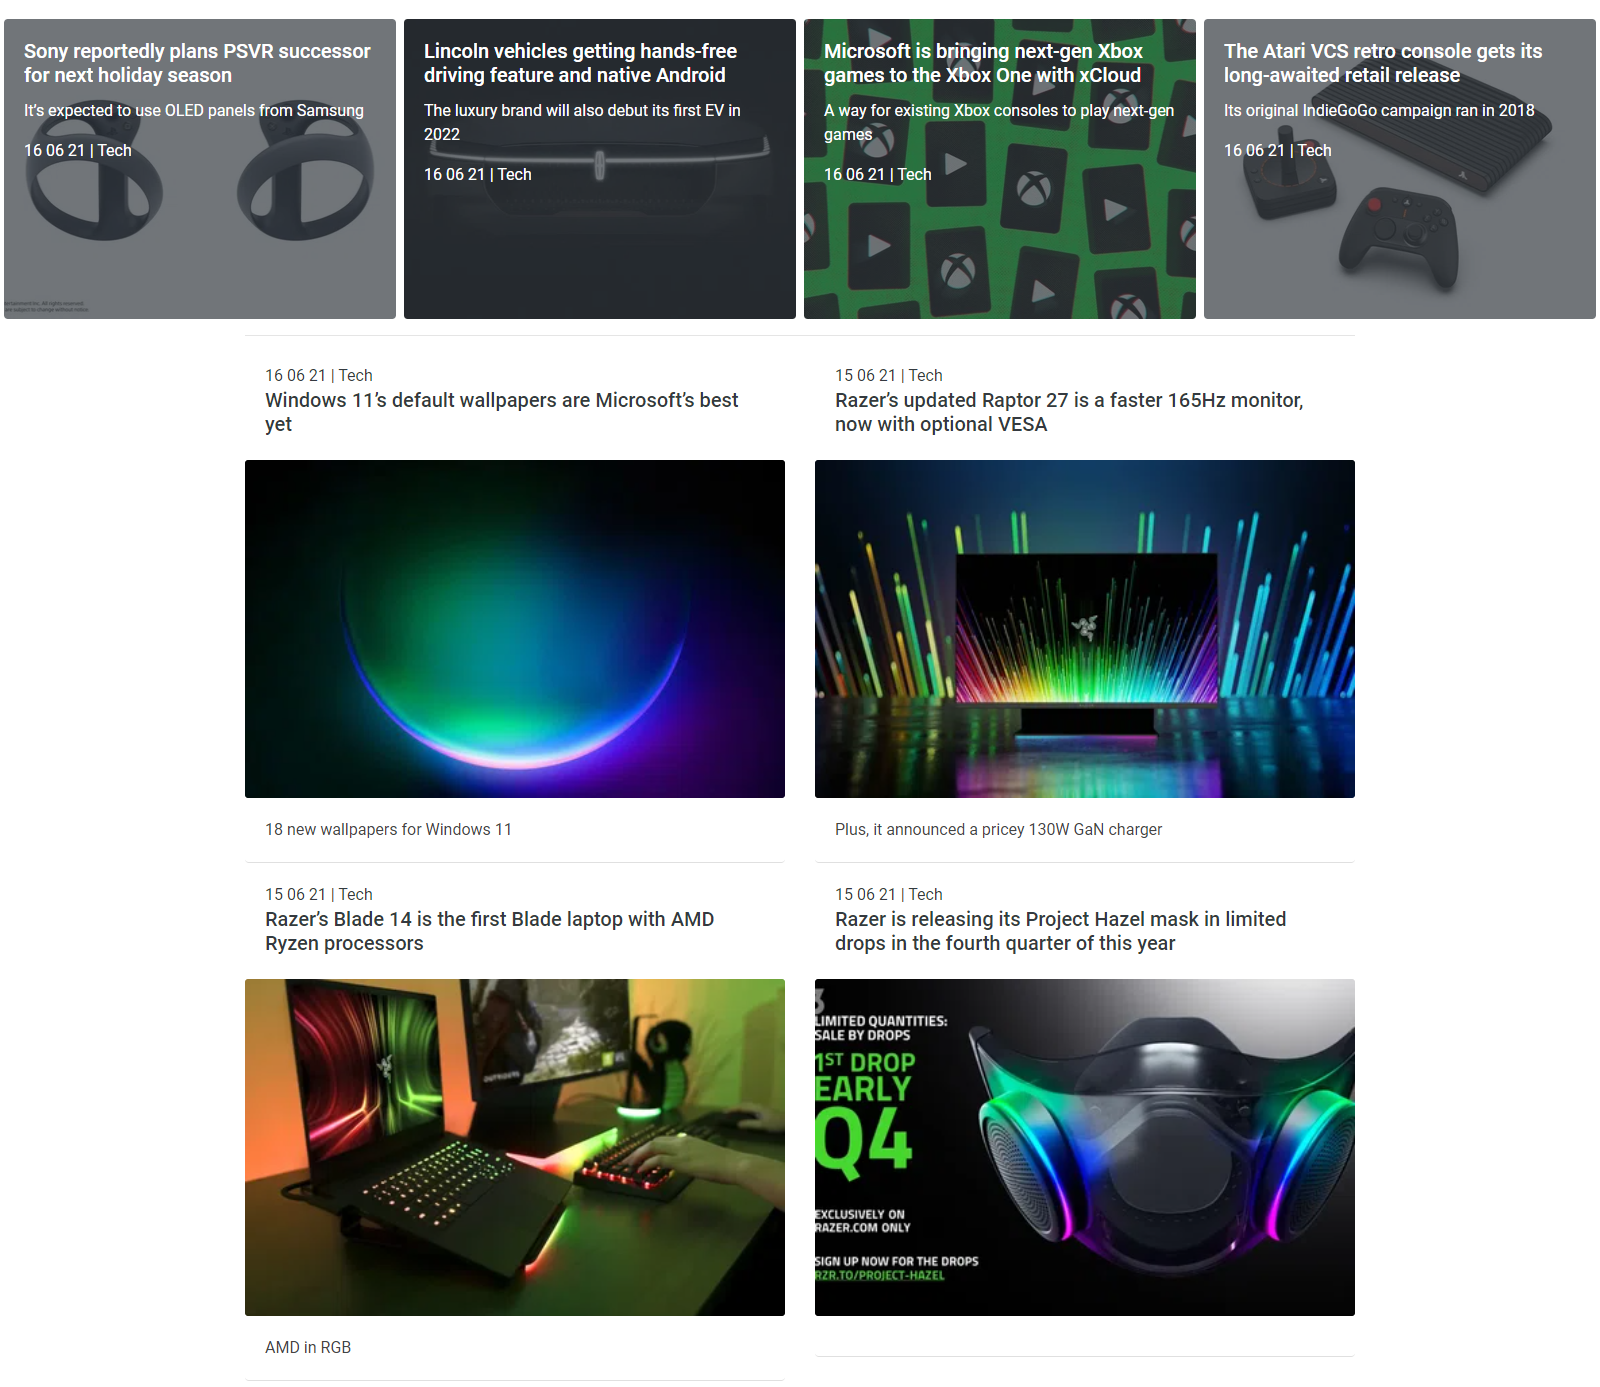 Sony reportedly plans PSVR successor
for next holiday season
It's expected to use OLED panels from Samsung
16 06 21 | Tech
Lincoln vehicles getting hands-free
driving feature and native Android
The luxury brand will also debut its first EV in
2022
16 06 21 | Tech
Microsoft is bringing next-gen Xbox
games to the Xbox One with xCloud
A way for existing Xbox consoles to play next-gen
games
16 06 21 | Tech
The Atari VCS retro console gets its
long-awaited retail release
Its original IndieGoGo campaign ran in 2018
16 06 21 | Tech
16 06 21 | Tech
Windows 11’s default wallpapers are Microsoft’s best
yet
18 new wallpapers for Windows 11
15 06 21 | Tech
Razer’s updated Raptor 27 is a faster 165Hz monitor,
now with optional VESA
Plus, it announced a pricey 130W GaN charger
15 06 21 | Tech
Razer’s Blade 14 is the first Blade laptop with AMD
Ryzen processors
OUTRIDERS
AMD in RGB
15 06 21 | Tech
Razer is releasing its Project Hazel mask in limited
drops in the fourth quarter of this year
3
LIMITED QUANTITIES:
SALE BY DROPS
1ST DROP
EARLY
Q4
EXCLUSIVELY ON
RAZER.COM ONLY
SIGN UP NOW FOR THE DROPS
RZR.TO/PROJECT-HAZEL